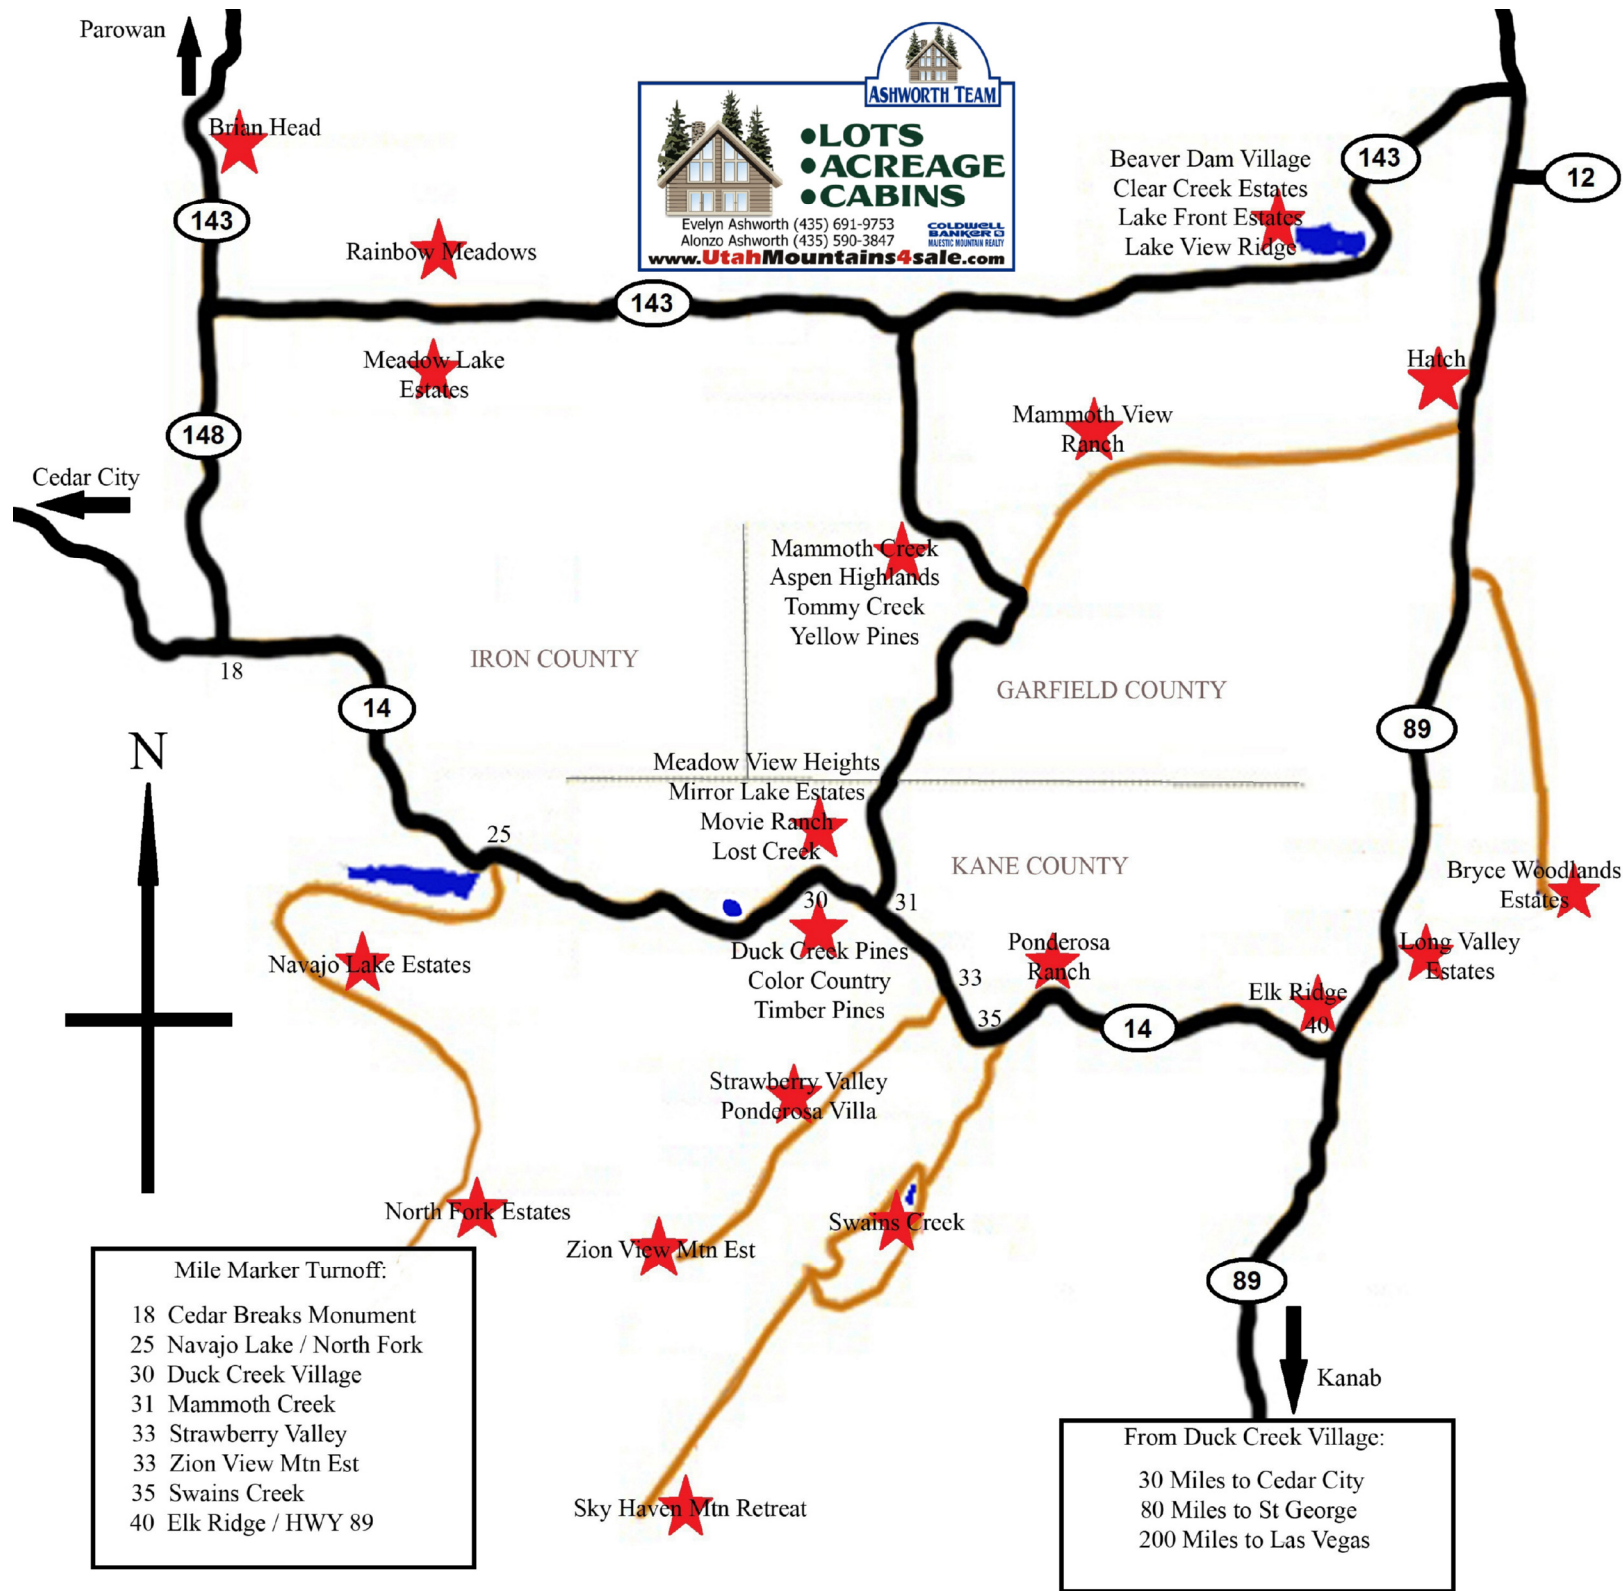 Parowan
Brian Head
143
Rainbow Meadows
143
Meadow Lake
Estates
148
Cedar City
18
ASHWORTH TEAM
•LOTS
•ACREAGE
•CABINS
Evelyn Ashworth (435) 691-9753
Alonzo Ashworth (435) 590-3847
COLDWELL
BANKER
MAJESTIC MOUNTAIN REALTY
www.UtahMountains4sale.com
Beaver Dam Village
Clear Creek Estates
Lake Front Estates
Lake View Ridge
143
12
Hatch
Mammoth View
Ranch
Mammoth Creek
Aspen Highlands
Tommy Creek
Yellow Pines
IRON COUNTY
GARFIELD COUNTY
14
89
N
Meadow View Heights
Mirror Lake Estates
Movie Ranch
Lost Creek
25
KANE COUNTY
30
31
Bryce Woodlands
Estates
Navajo Lake Estates
Duck Creek Pines
Color Country
Timber Pines
33
35
Ponderosa
Ranch
14
Elk Ridge
40
Long Valley
Estates
Strawberry Valley
Ponderosa Villa
North Fork Estates
Zion View Mtn Est
Swains Creek
89
Kanab
Sky Haven Mtn Retreat
Mile Marker Turnoff:
18 Cedar Breaks Monument
25 Navajo Lake / North Fork
30 Duck Creek Village
31 Mammoth Creek
33 Strawberry Valley
33 Zion View Mtn Est
35 Swains Creek
40 Elk Ridge / HWY 89
From Duck Creek Village:
30 Miles to Cedar City
80 Miles to St George
200 Miles to Las Vegas